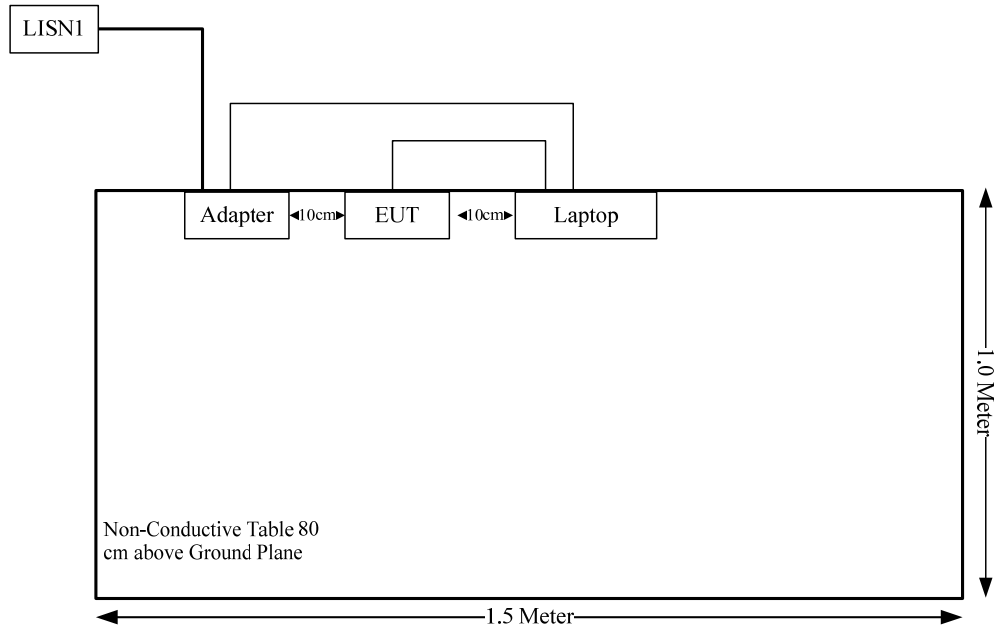 LISN1
Adapter
10cm
EUT
10cm
Laptop
1.0 Meter
Non-Conductive Table 80
cm above Ground Plane
1.5 Meter